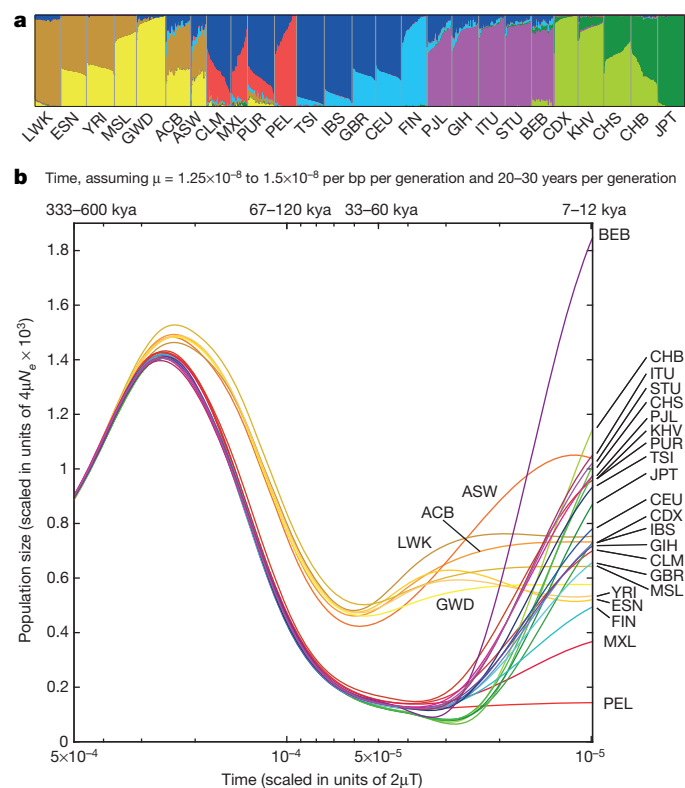 a
LWK ESN YRI MSL GWD ACB ASW CLM MXL PUR PEL TSI IBS GBR CEU FIN PJL GIH ITU STU BEB CDX KHV CHS CHB JPT
b Time, assuming μ = 1.25×10⁻⁸ to 1.5×10⁻⁸ per bp per generation and 20–30 years per generation
333–600 kya 67–120 kya 33–60 kya 7–12 kya
Population size (scaled in units of 4μNₑ × 10³)
1.8
1.6
1.4
1.2
1
0.8
0.6
0.4
0.2
0
BEB
CHB
ITU
STU
CHS
PJL
KHV
PUR
TSI
JPT
CEU
CDX
IBS
GIH
CLM
GBR
MSL
YRI
ESN
FIN
MXL
PEL
ASW
ACB
LWK
GWD
5×10⁻⁴ 10⁻⁴ 5×10⁻⁵ 10⁻⁵
Time (scaled in units of 2μT)